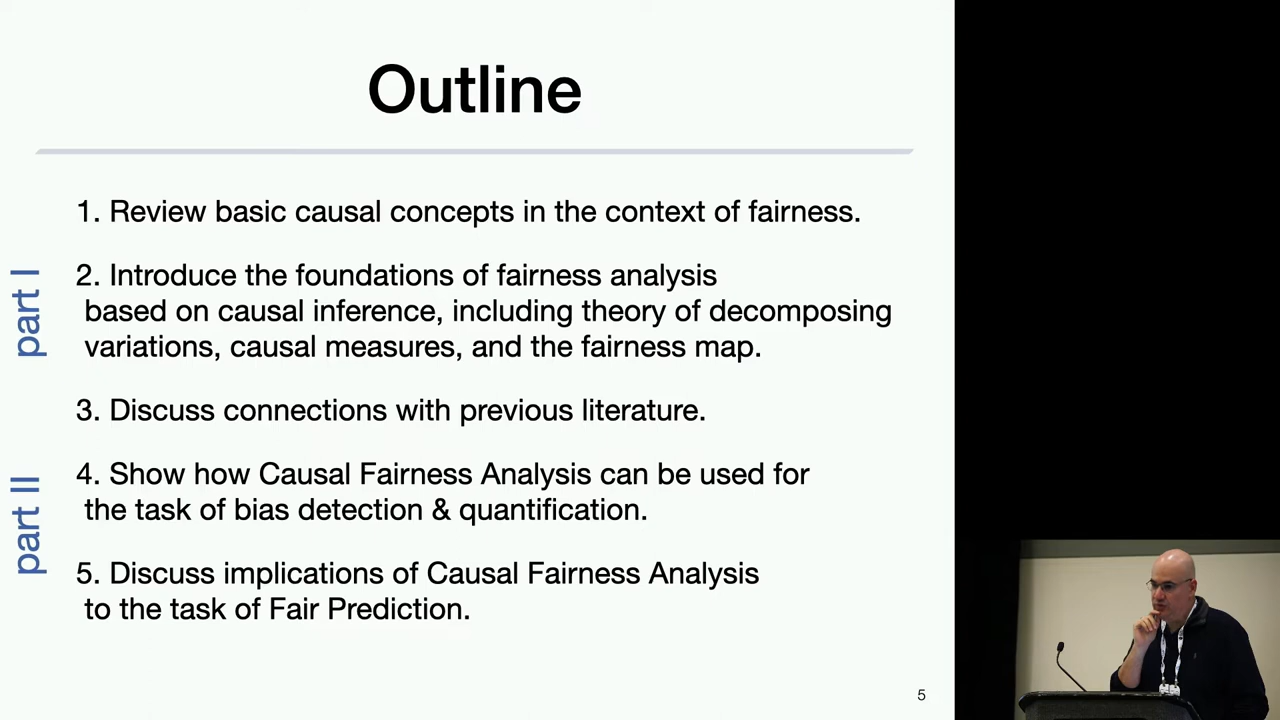 Outline
part I
1. Review basic causal concepts in the context of fairness.
2. Introduce the foundations of fairness analysis
based on causal inference, including theory of decomposing
variations, causal measures, and the fairness map.
3. Discuss connections with previous literature.
part II
4. Show how Causal Fairness Analysis can be used for
the task of bias detection & quantification.
5. Discuss implications of Causal Fairness Analysis
to the task of Fair Prediction.
5